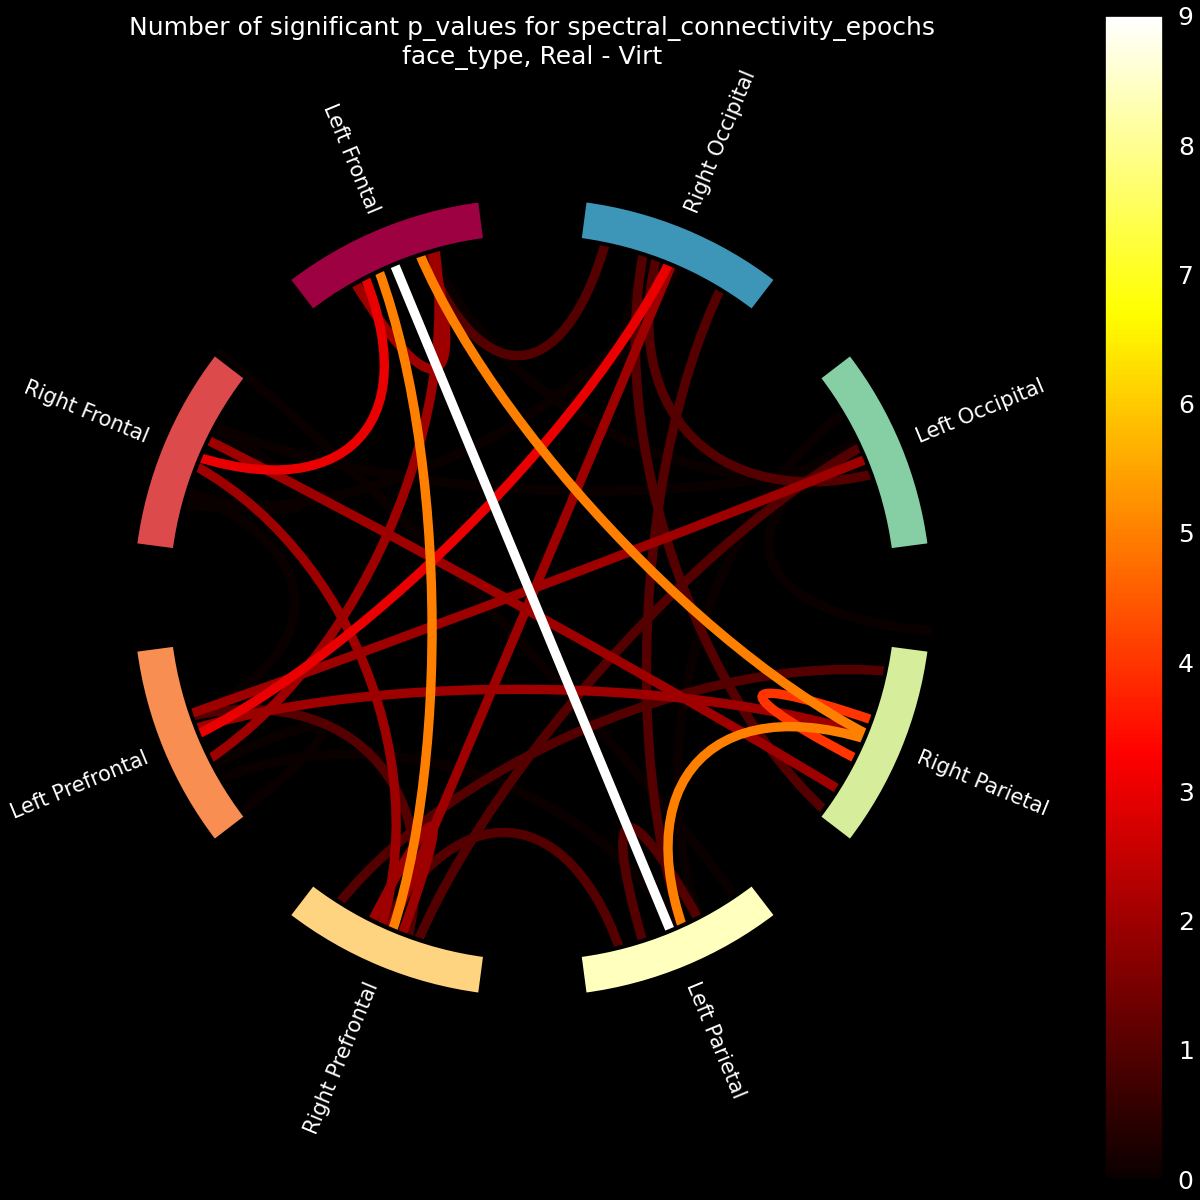 Number of significant p_values for spectral_connectivity_epochs
face_type, Real - Virt
Left Frontal
Right Occipital
Right Frontal
Left Occipital
Left Prefrontal
Right Parietal
Right Prefrontal
Left Parietal
9
8
7
6
5
4
3
2
1
0